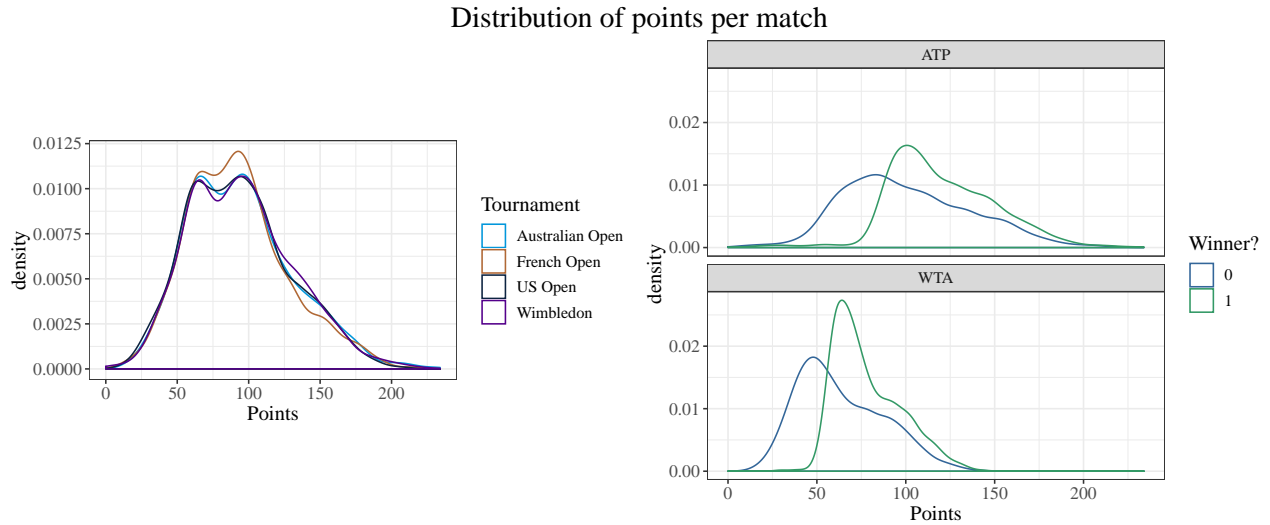 Distribution of points per match
0.0125
0.0100
0.0075
0.0050
0.0025
0.0000
density
0 50 100 150 200
Points
Tournament
Australian Open
French Open
US Open
Wimbledon
ATP
0.02
0.01
0.00
WTA
0.02
0.01
0.00
density
0 50 100 150 200
Points
Winner?
0
1